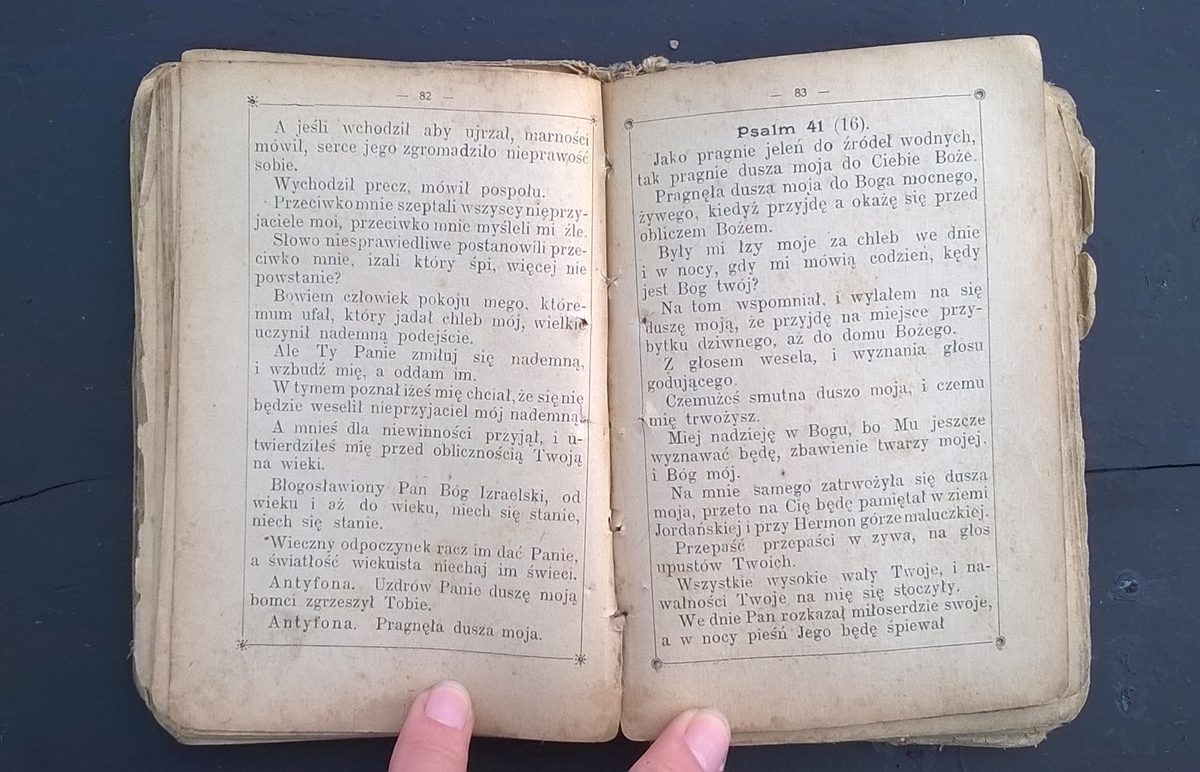 — 82 —
A jeśli wchodził aby ujrzał, marności
mówił, serce jego zgromadziło nieprawość
sobie.
Wychodził precz, mówił pospołu.
Przeciwko mnie szeptali wszyscy nieprzy-
jaciele moi, przeciwko mnie myśleli mi źle.
Słowo niesprawiedliwe postanowili prze-
ciwko mnie, izali który śpi, więcej nie
powstanie?
Bowiem człowiek pokoju mego, które-
mum ufał, który jadał chleb mój, wielkie
uczynił nademną podejście.
Ale Ty Panie zmiłuj się nademną,
i wzbudź mię, a oddam im.
W tymem poznał iżeś mię chciał, że się nie
będzie weselił nieprzyjaciel mój nademną.
A mnieś dla niewinności przyjął, i u-
twierdziłeś mię przed oblicznością Twoją
na wieki.
Błogosławiony Pan Bóg Izraelski, od
wieku i aż do wieku, niech się stanie,
niech się stanie.
*Wieczny odpoczynek racz im dać Panie,
a światłość wiekuista niechaj im świeci.
Antyfona. Uzdrów Panie duszę moją
bomci zgrzeszył Tobie.
Antyfona. Pragnęła dusza moja.
— 83 —
Psalm 41 (16).
Jako pragnie jeleń do źródeł wodnych,
tak pragnie dusza moja do Ciebie Boże.
Pragnęła dusza moja do Boga mocnego,
żywego, kiedyż przyjdę a okażę się przed
obliczem Bożem.
Były mi łzy moje za chleb we dnie
i w nocy, gdy mi mówią codzien, kędy
jest Bóg twój?
Na tom wspomniał, i wylałem na się
duszę moją, że przyjdę na miejsce przy-
bytku dziwnego, aż do domu Bożego.
Z głosem wesela, i wyznania głosu
godującego.
Czemużeś smutna duszo moja, i czemu
mię trwożysz.
Miej nadzieję w Bogu, bo Mu jeszcze
wyznawać będę, zbawienie twarzy mojej,
i Bóg mój.
Na mnie samego zatrwożyła się dusza
moja, przeto na Cię będę pamiętał w ziemi
Jordańskiej i przy Hermon górze maluczkiej.
Przepaść przepaści w zywa, na głos
upustów Twoich.
Wszystkie wysokie wały Twoje, i na-
wałności Twoje na mię się stoczyły.
We dnie Pan rozkazał miłoserdzie swoje,
a w nocy pieśń Jego będę śpiewał